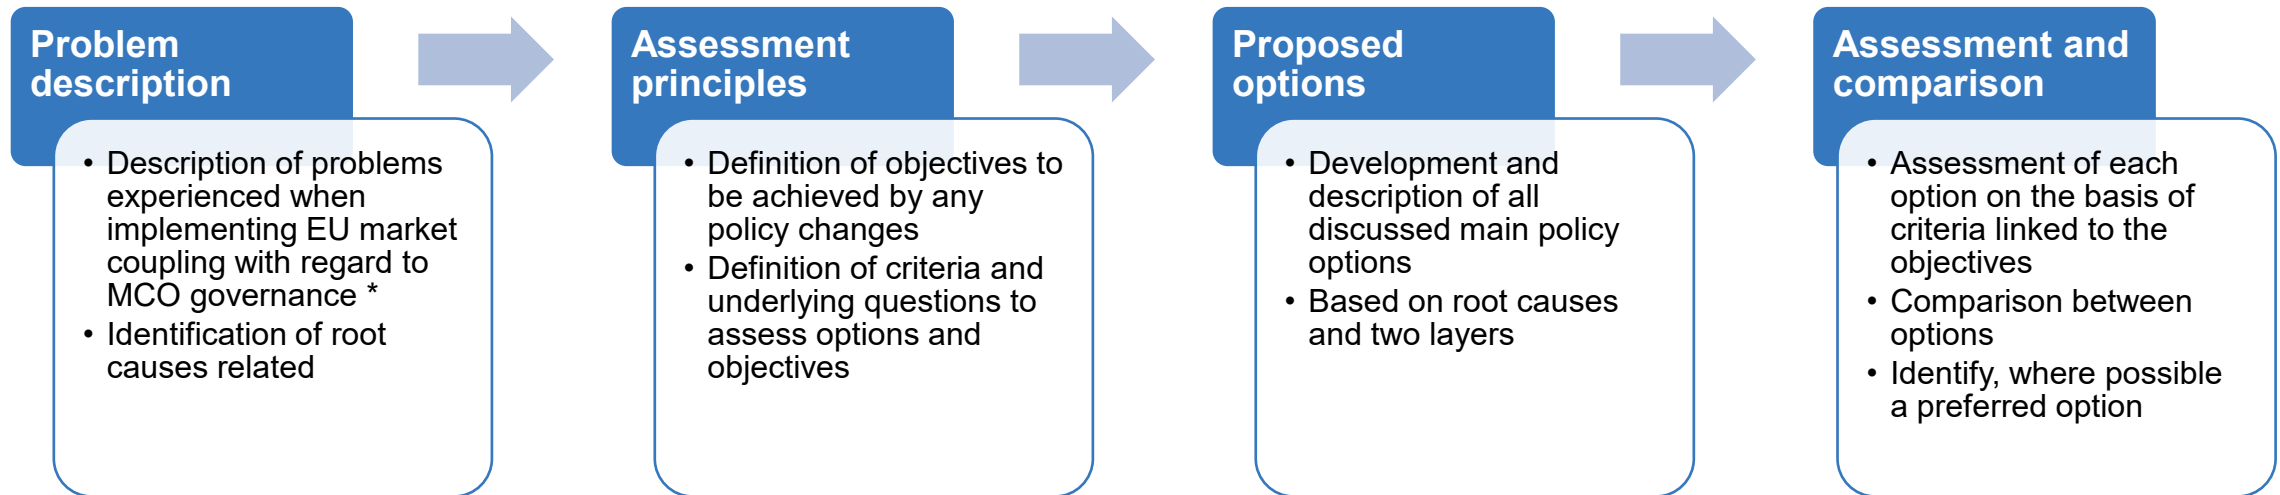 Problem
description
• Description of problems
experienced when
implementing EU market
coupling with regard to
MCO governance *
• Identification of root
causes related
Assessment
principles
• Definition of objectives to
be achieved by any
policy changes
• Definition of criteria and
underlying questions to
assess options and
objectives
Proposed
options
• Development and
description of all
discussed main policy
options
• Based on root causes
and two layers
Assessment and
comparison
• Assessment of each
option on the basis of
criteria linked to the
objectives
• Comparison between
options
• Identify, where possible
a preferred option